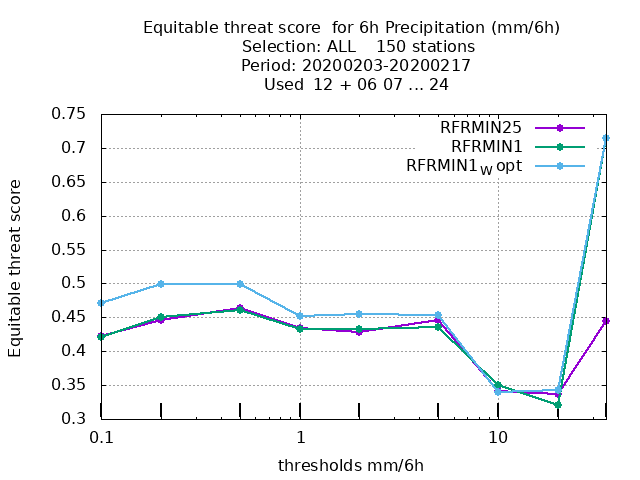 Equitable threat score  for 6h Precipitation (mm/6h)
Selection: ALL    150 stations
Period: 20200203-20200217
Used  12 + 06 07 ... 24
RFRMIN25
RFRMIN1
RFRMIN1W opt
Equitable threat score
0.75
0.7
0.65
0.6
0.55
0.5
0.45
0.4
0.35
0.3
0.1 1 10
thresholds mm/6h